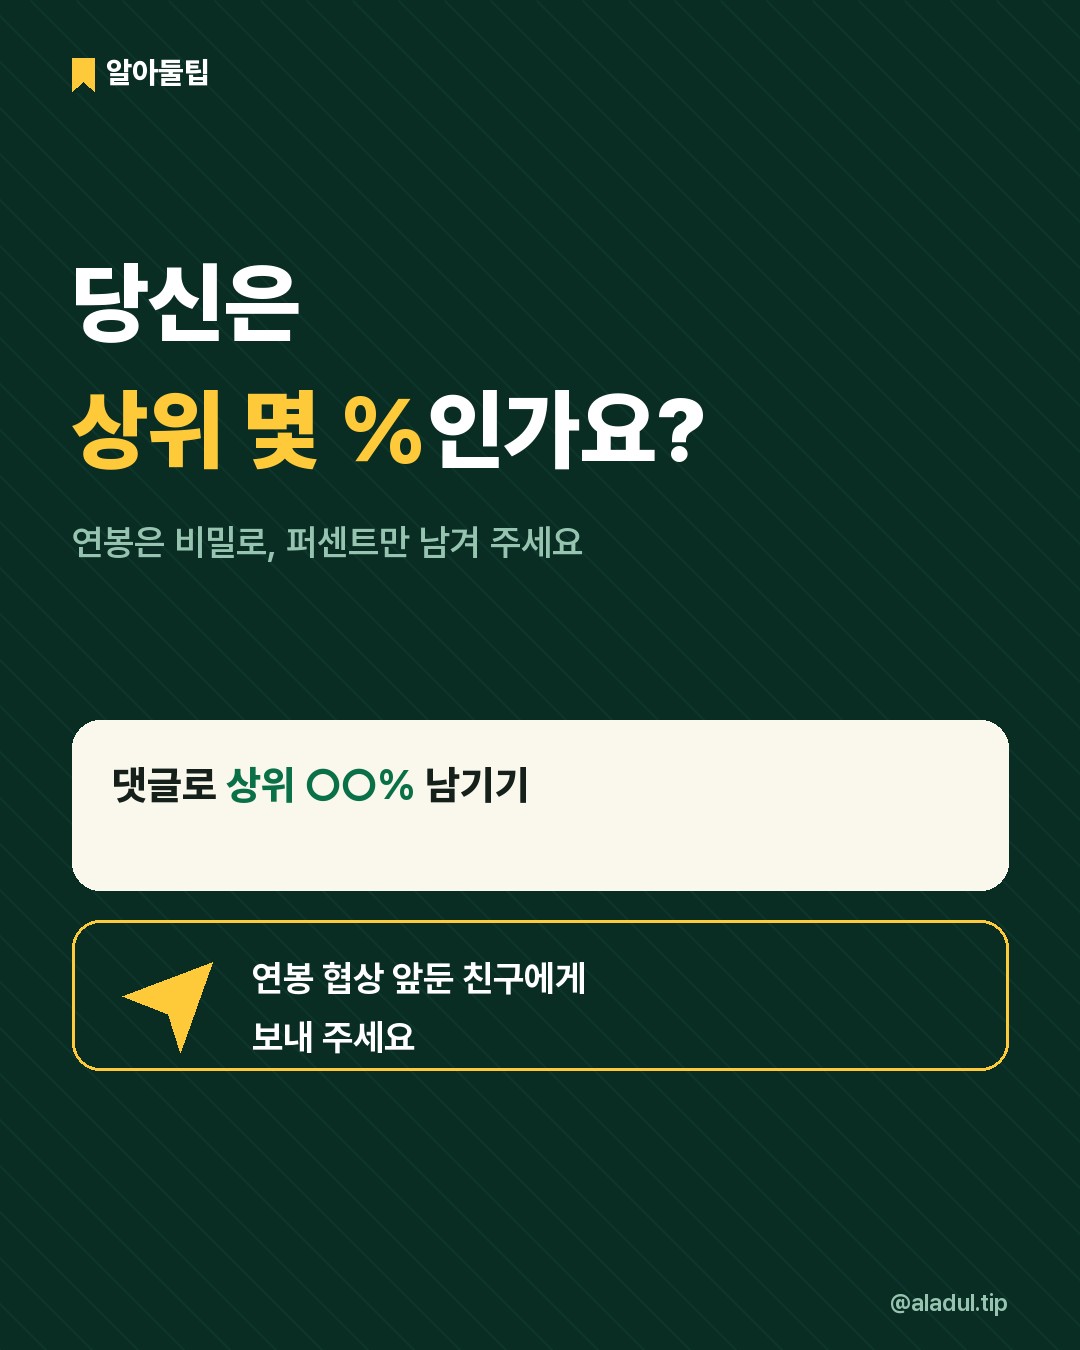 알아둘팁
당신은
상위 몇 %인가요?
연봉은 비밀로, 퍼센트만 남겨 주세요
댓글로 상위 ○○% 남기기
연봉 협상 앞둔 친구에게
보내 주세요
@aladul.tip